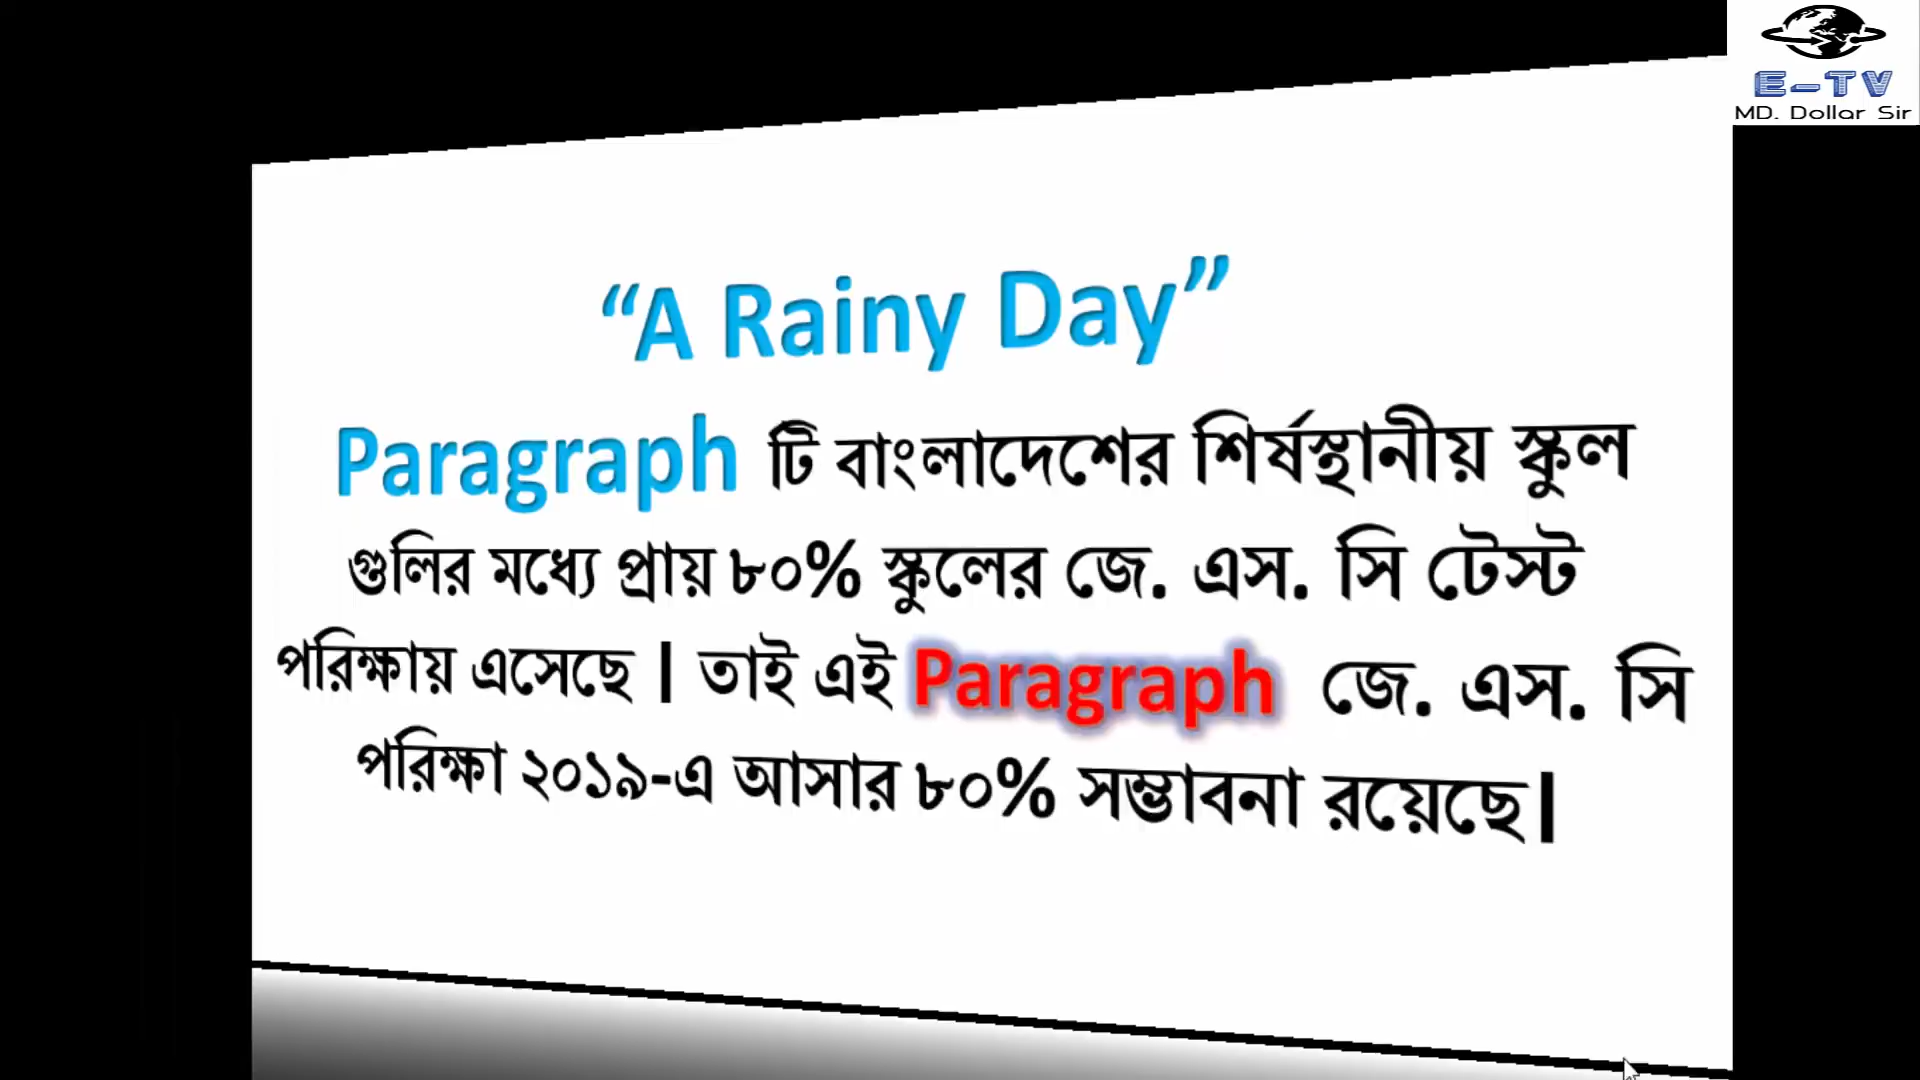 E-TV
MD. Dollar Sir
“A Rainy Day”
Paragraph টি বাংলাদেশের শির্ষস্থানীয় স্কুল
গুলির মধ্যে প্রায় ৮০% স্কুলের জে. এস. সি টেস্ট
পরিক্ষায় এসেছে | তাই এই Paragraph জে. এস. সি
পরিক্ষা ২০১৯-এ আসার ৮০% সম্ভাবনা রয়েছে|